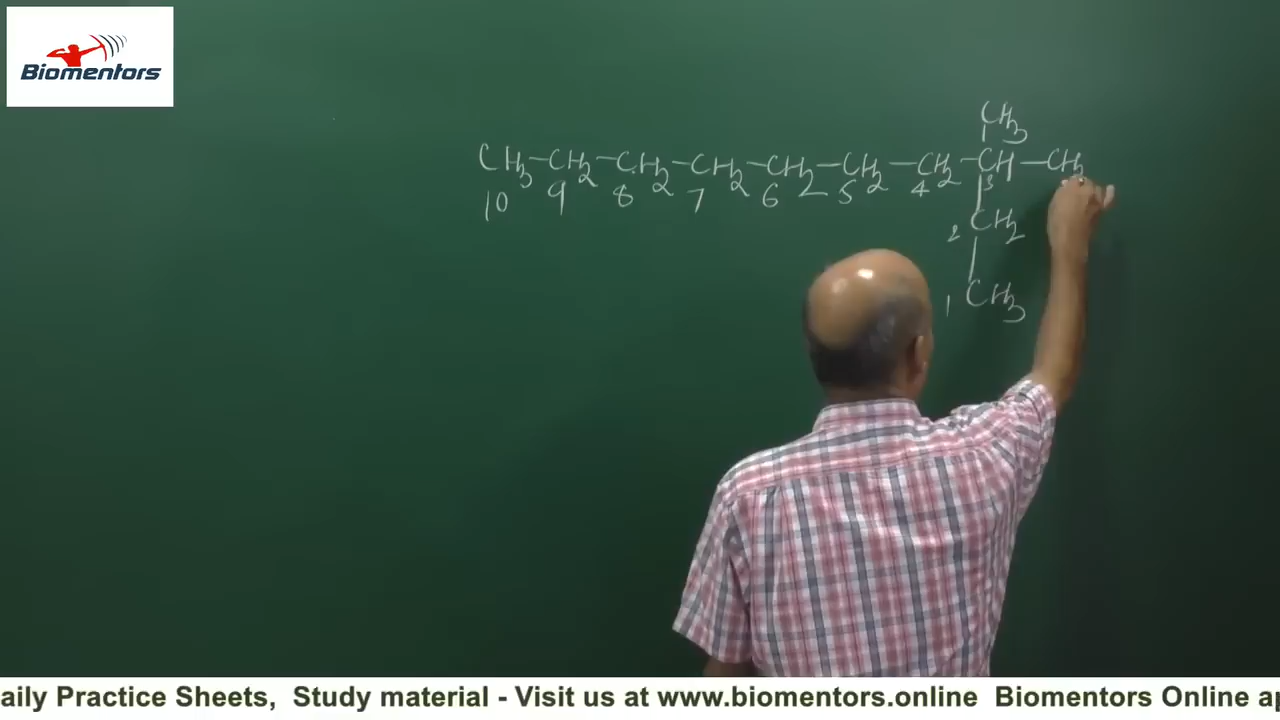 Biomentors
CH3
CH3-CH2-CH2-CH2-CH2-CH2-CH2-CH-CH2
10 9 8 7 6 5 4 3
2 CH2
1 CH3
aily Practice Sheets, Study material - Visit us at www.biomentors.online Biomentors Online ap